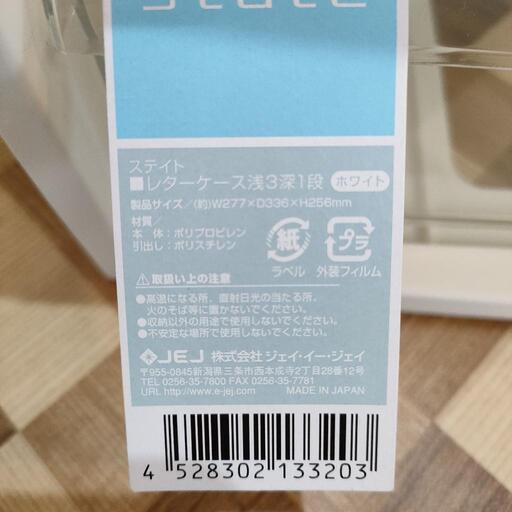 state
ステイト
■レターケース浅3深1段 ホワイト
製品サイズ/(約)W277×D336×H256mm
材質/
本 体: ポリプロピレン
引出し: ポリスチレン
紙 プラ
ラベル 外装フィルム
⚠取扱い上の注意
●高温になる所、直射日光の当たる所、
火のそば等に置かないでください。
●収納以外の用途で使用しないでください。
●不安定な場所で使用しないでください。
JEJ 株式会社 ジェイ・イー・ジェイ
〒955-0845新潟県三条市西本成寺2丁目28番12号
TEL 0256-35-7800 FAX 0256-35-7781
URL http://www.e-jej.com MADE IN JAPAN
4 528302 133203